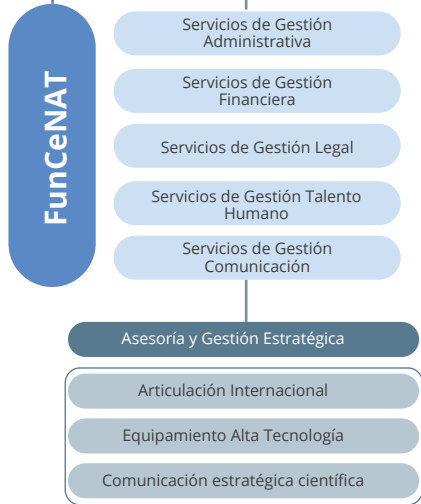 FunCeNAT
Servicios de Gestión
Administrativa
Servicios de Gestión
Financiera
Servicios de Gestión Legal
Servicios de Gestión Talento
Humano
Servicios de Gestión
Comunicación
Asesoría y Gestión Estratégica
Articulación Internacional
Equipamiento Alta Tecnología
Comunicación estratégica científica